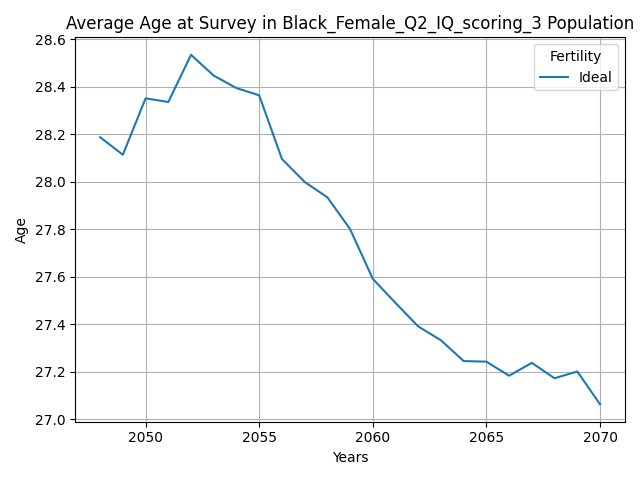 Average Age at Survey in Black_Female_Q2_IQ_scoring_3 Population
28.6
28.4
28.2
28.0
27.8
27.6
27.4
27.2
27.0
Age
Fertility
Ideal
2050 2055 2060 2065 2070
Years